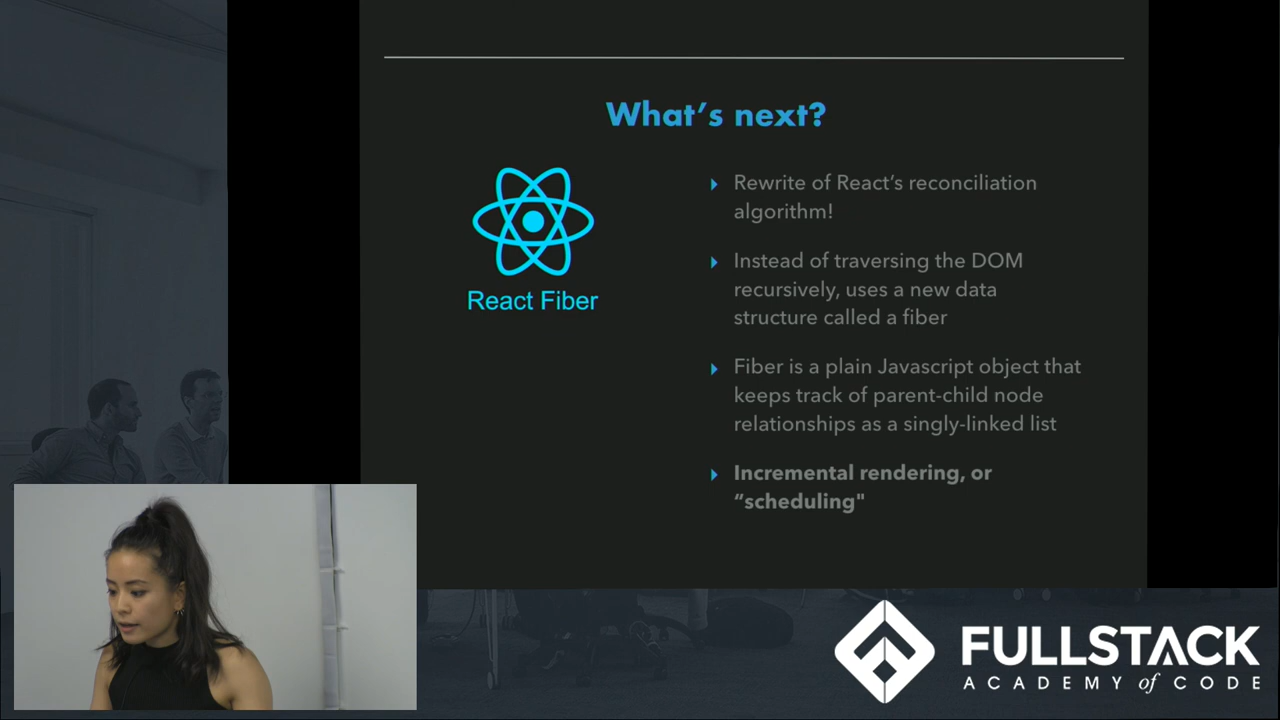 What's next?
React Fiber
Rewrite of React's reconciliation
algorithm!
Instead of traversing the DOM
recursively, uses a new data
structure called a fiber
Fiber is a plain Javascript object that
keeps track of parent-child node
relationships as a singly-linked list
Incremental rendering, or
“scheduling"
FULLSTACK
ACADEMY of CODE